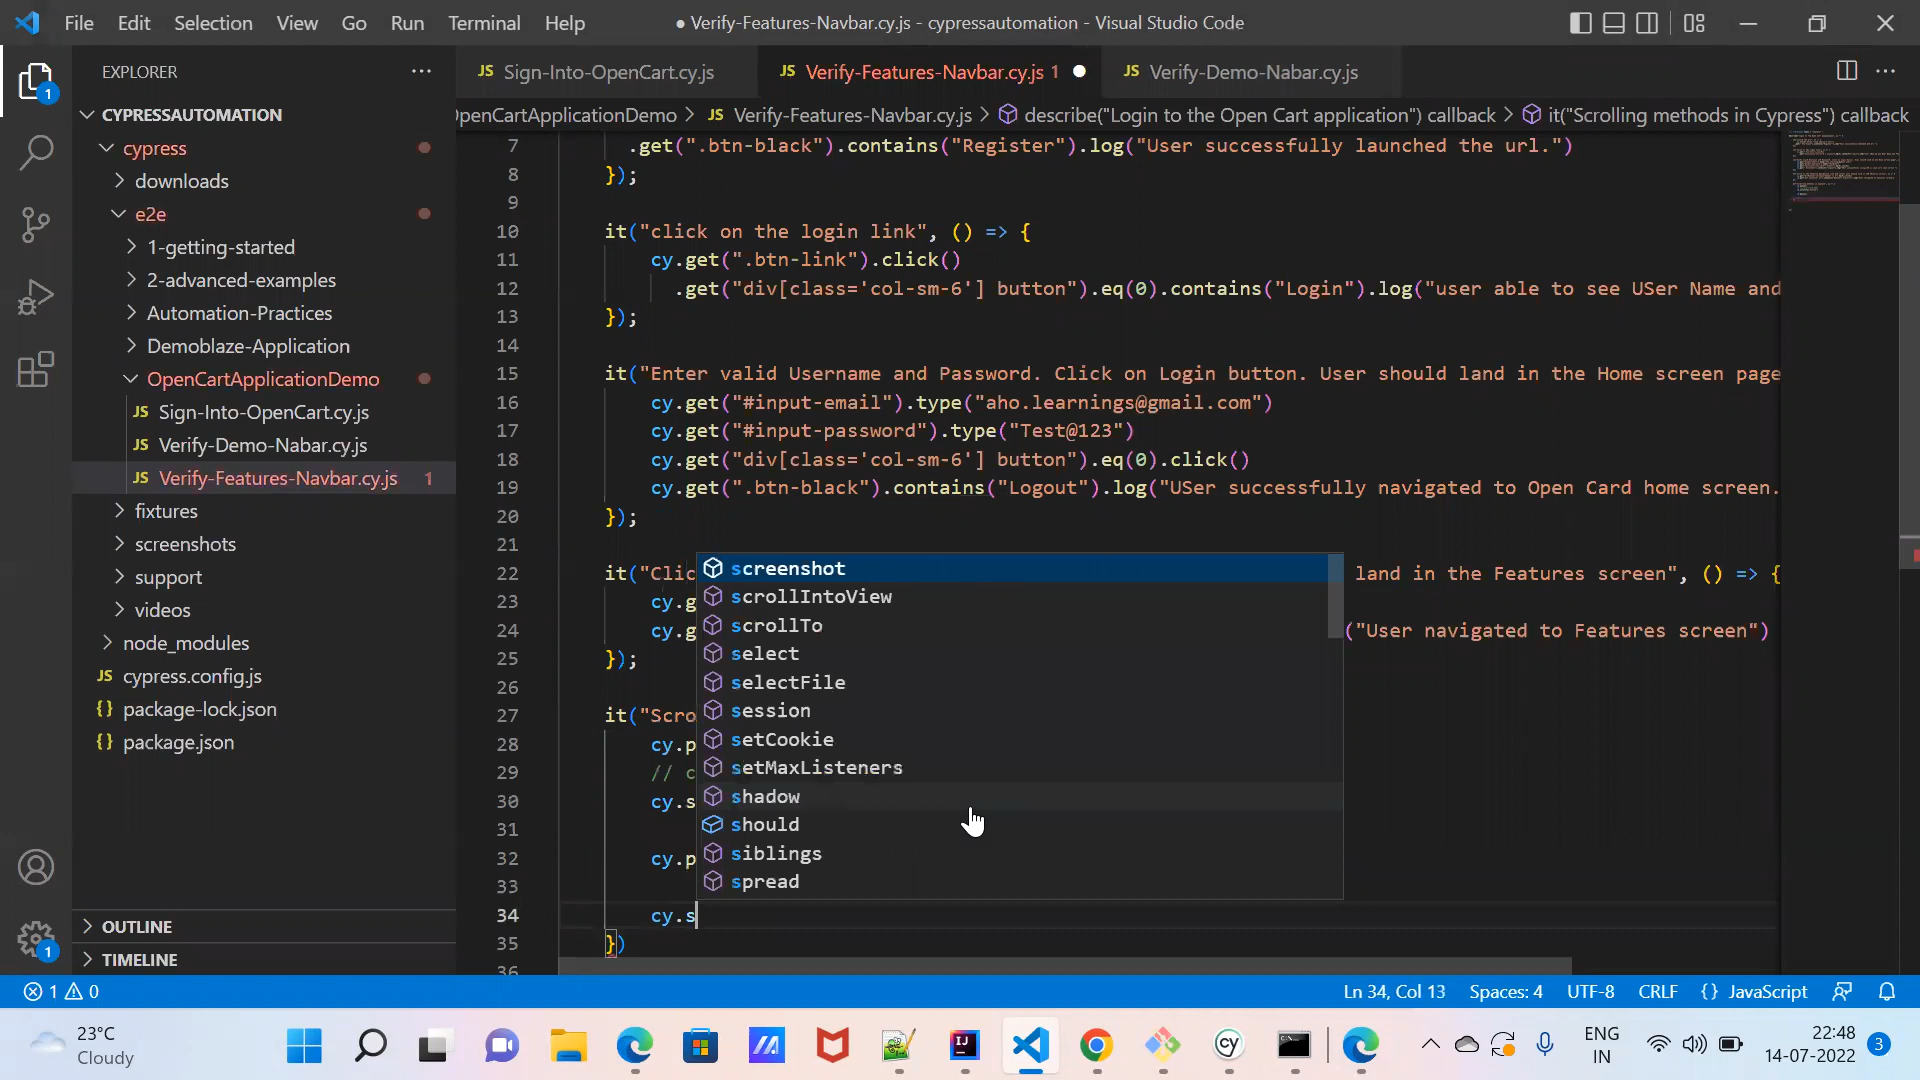 File Edit Selection View Go Run Terminal Help ● Verify-Features-Navbar.cy.js - cypressautomation - Visual Studio Code
EXPLORER
1
CYPRESSAUTOMATION
cypress
downloads
e2e
1-getting-started
2-advanced-examples
Automation-Practices
Demoblaze-Application
OpenCartApplicationDemo
JS Sign-Into-OpenCart.cy.js
JS Verify-Demo-Nabar.cy.js
JS Verify-Features-Navbar.cy.js 1
fixtures
screenshots
support
videos
node_modules
JS cypress.config.js
{} package-lock.json
{} package.json
OUTLINE
1
TIMELINE
JS Sign-Into-OpenCart.cy.js JS Verify-Features-Navbar.cy.js 1 ● JS Verify-Demo-Nabar.cy.js
OpenCartApplicationDemo > JS Verify-Features-Navbar.cy.js > describe("Login to the Open Cart application") callback > it("Scrolling methods in Cypress") callback
7 .get(".btn-black").contains("Register").log("User successfully launched the url.")
8 });
9
10 it("click on the login link", () => {
11 cy.get(".btn-link").click()
12 .get("div[class='col-sm-6'] button").eq(0).contains("Login").log("user able to see USer Name and
13 });
14
15 it("Enter valid Username and Password. Click on Login button. User should land in the Home screen page
16 cy.get("#input-email").type("aho.learnings@gmail.com")
17 cy.get("#input-password").type("Test@123")
18 cy.get("div[class='col-sm-6'] button").eq(0).click()
19 cy.get(".btn-black").contains("Logout").log("USer successfully navigated to Open Card home screen.
20 });
21
22 it("Clic land in the Features screen", () => {
23 cy.g
24 cy.g ("User navigated to Features screen")
25 });
26
27 it("Scro
28 cy.p
29 // c
30 cy.s
31
32 cy.p
33
34 cy.s
35 })
36
screenshot
scrollIntoView
scrollTo
select
selectFile
session
setCookie
setMaxListeners
shadow
should
siblings
spread
1 0 Ln 34, Col 13 Spaces: 4 UTF-8 CRLF {} JavaScript
23°C
Cloudy
IJ
cy
ENG
IN
22:48
14-07-2022
3